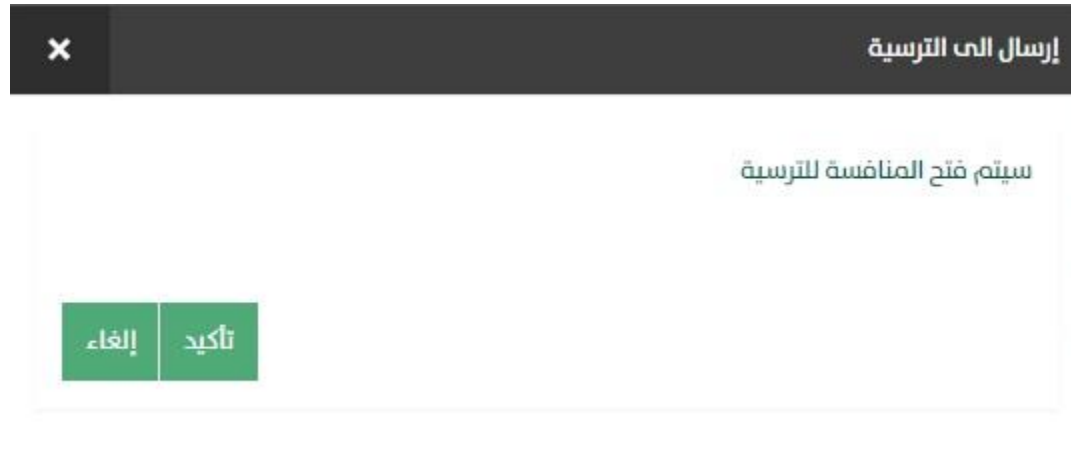 إرسال الى الترسية
سيتم فتح المنافسة للترسية
تأكيد
إلغاء